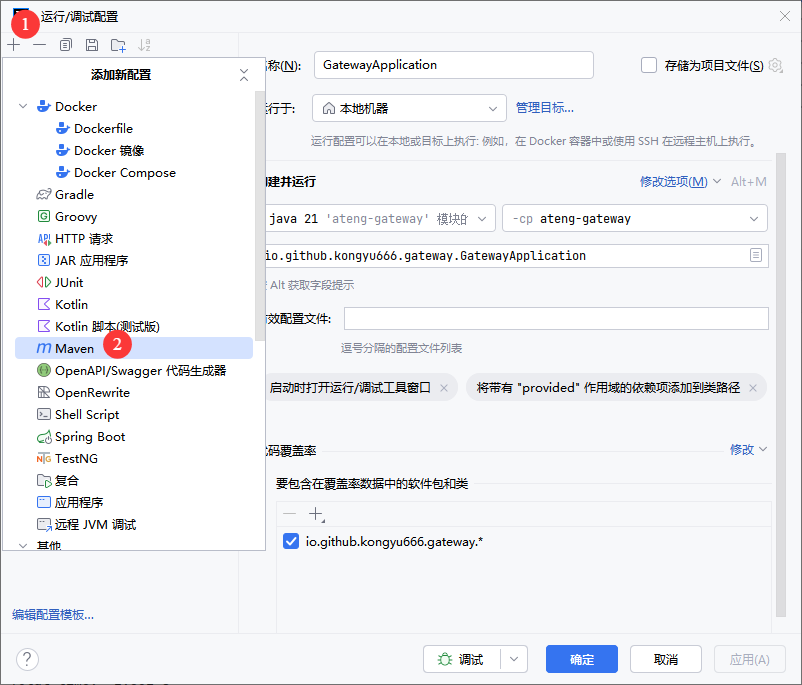 运行/调试配置
1
添加新配置
Docker
Dockerfile
Docker 镜像
Docker Compose
Gradle
Groovy
HTTP 请求
JAR 应用程序
JUnit
Kotlin
Kotlin 脚本(测试版)
Maven
2
OpenAPI/Swagger 代码生成器
OpenRewrite
Shell Script
Spring Boot
TestNG
复合
应用程序
远程 JVM 调试
其他
编辑配置模板...
称(N):
GatewayApplication
存储为项目文件(S)
行于:
本地机器
管理目标...
运行配置可以在本地或目标上执行: 例如，在 Docker 容器中或使用 SSH 在远程主机上执行。
建并运行
修改选项(M)
Alt+M
java 21 'ateng-gateway' 模块的
-cp ateng-gateway
io.github.kongyu666.gateway.GatewayApplication
Alt 获取字段提示
效配置文件:
逗号分隔的配置文件列表
启动时打开运行/调试工具窗口
将带有 "provided" 作用域的依赖项添加到类路径
码覆盖率
修改
要包含在覆盖率数据中的软件包和类
io.github.kongyu666.gateway.*
?
调试
确定
取消
应用(A)